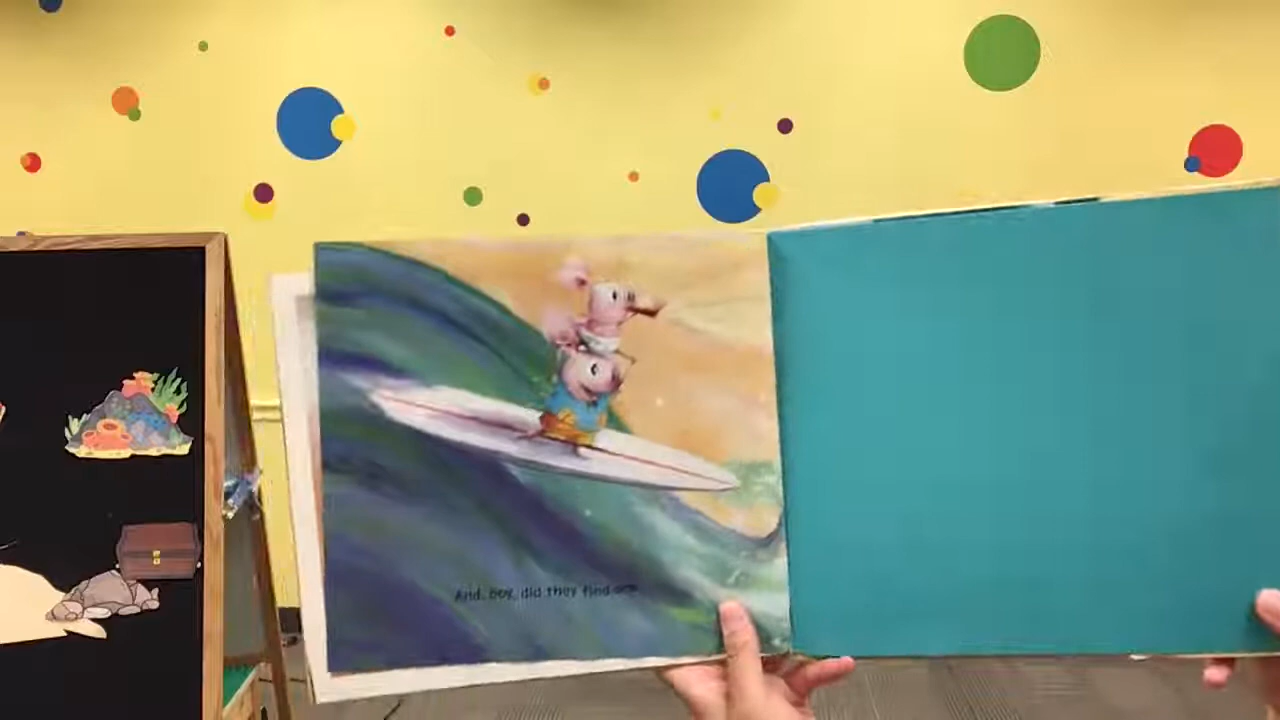 And, boy, did they find one.